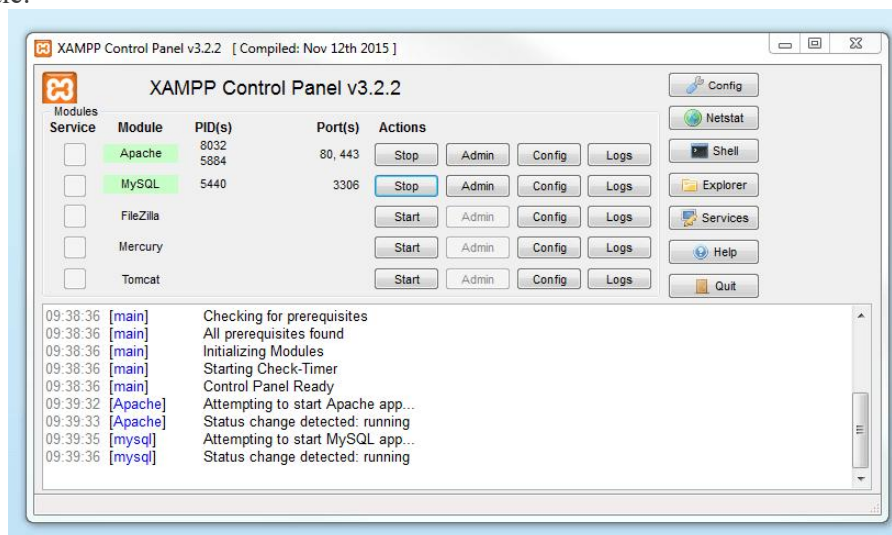 XAMPP Control Panel v3.2.2 [ Compiled: Nov 12th 2015 ]
XAMPP Control Panel v3.2.2
Config
Modules
Service Module PID(s) Port(s) Actions
Netstat
Apache 8032 5884 80, 443 Stop Admin Config Logs
Shell
MySQL 5440 3306 Stop Admin Config Logs
Explorer
FileZilla Start Admin Config Logs
Services
Mercury Start Admin Config Logs
Help
Tomcat Start Admin Config Logs
Quit
09:38:36 [main] Checking for prerequisites
09:38:36 [main] All prerequisites found
09:38:36 [main] Initializing Modules
09:38:36 [main] Starting Check-Timer
09:38:36 [main] Control Panel Ready
09:39:32 [Apache] Attempting to start Apache app...
09:39:33 [Apache] Status change detected: running
09:39:35 [mysql] Attempting to start MySQL app...
09:39:36 [mysql] Status change detected: running